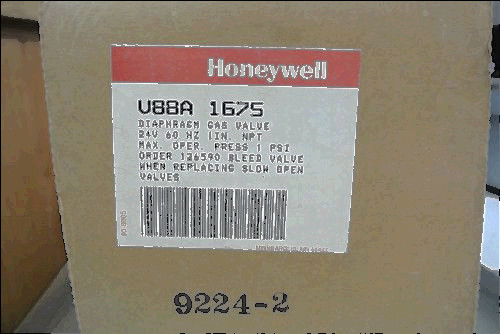 Honeywell
V88A 1675
DIAPHRAGM GAS VALVE
24V 60 HZ 1IN. NPT
MAX. OPER. PRESS 1 PSI
ORDER 126590 BLEED VALVE
WHEN REPLACING SLOW OPEN
VALVES
9224-2